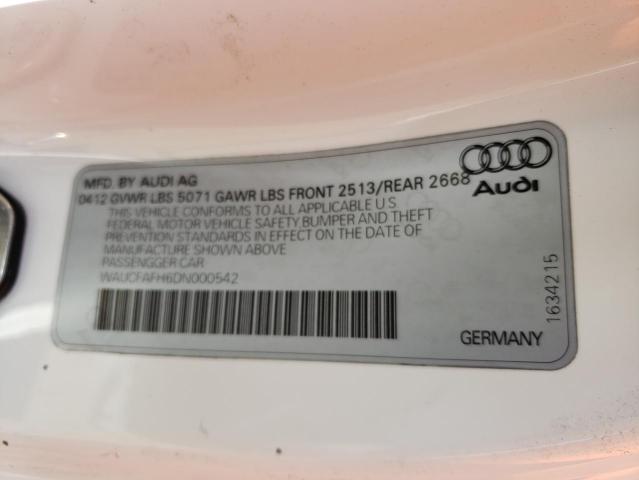 MFD. BY AUDI AG
0412 GVWR LBS 5071 GAWR LBS FRONT 2513/REAR 2668
THIS VEHICLE CONFORMS TO ALL APPLICABLE U.S
FEDERAL MOTOR VEHICLE SAFETY BUMPER AND THEFT
PREVENTION STANDARDS IN EFFECT ON THE DATE OF
MANUFACTURE SHOWN ABOVE
PASSENGER CAR
WAUCFAFH6DN000542
Audi
1634215
GERMANY